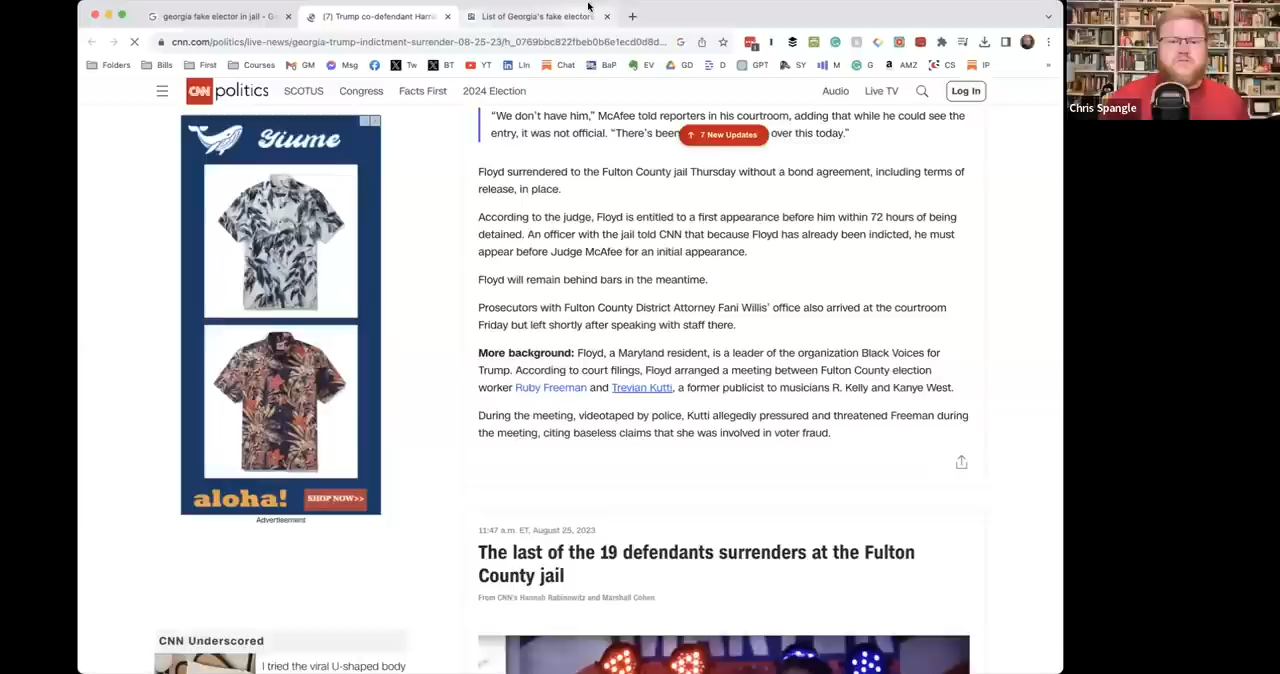 georgia fake elector in jail - G
(7) Trump co-defendant Harri
List of Georgia's fake electors
cnn.com/politics/live-news/georgia-trump-indictment-surrender-08-25-23/h_0769bbc822fbeb0b6e1ecd0d8d...
Folders Bills First Courses GM Msg Tw BT YT LIn Chat BaP EV GD D GPT SY M G AMZ CS IP »
CNN politics SCOTUS Congress Facts First 2024 Election Audio Live TV Log In
Chris Spangle
“We don't have him,” McAfee told reporters in his courtroom, adding that while he could see the
entry, it was not official. “There's been over this today.”
7 New Updates
Floyd surrendered to the Fulton County jail Thursday without a bond agreement, including terms of
release, in place.
According to the judge, Floyd is entitled to a first appearance before him within 72 hours of being
detained. An officer with the jail told CNN that because Floyd has already been indicted, he must
appear before Judge McAfee for an initial appearance.
Floyd will remain behind bars in the meantime.
Prosecutors with Fulton County District Attorney Fani Willis' office also arrived at the courtroom
Friday but left shortly after speaking with staff there.
More background: Floyd, a Maryland resident, is a leader of the organization Black Voices for
Trump. According to court filings, Floyd arranged a meeting between Fulton County election
worker Ruby Freeman and Trevian Kutti, a former publicist to musicians R. Kelly and Kanye West.
During the meeting, videotaped by police, Kutti allegedly pressured and threatened Freeman during
the meeting, citing baseless claims that she was involved in voter fraud.
11:47 a.m. ET, August 25, 2023
The last of the 19 defendants surrenders at the Fulton
County jail
From CNN's Hannah Rabinowitz and Marshall Cohen
aloha! SHOP NOW>>
Advertisement
CNN Underscored
I tried the viral U-shaped body